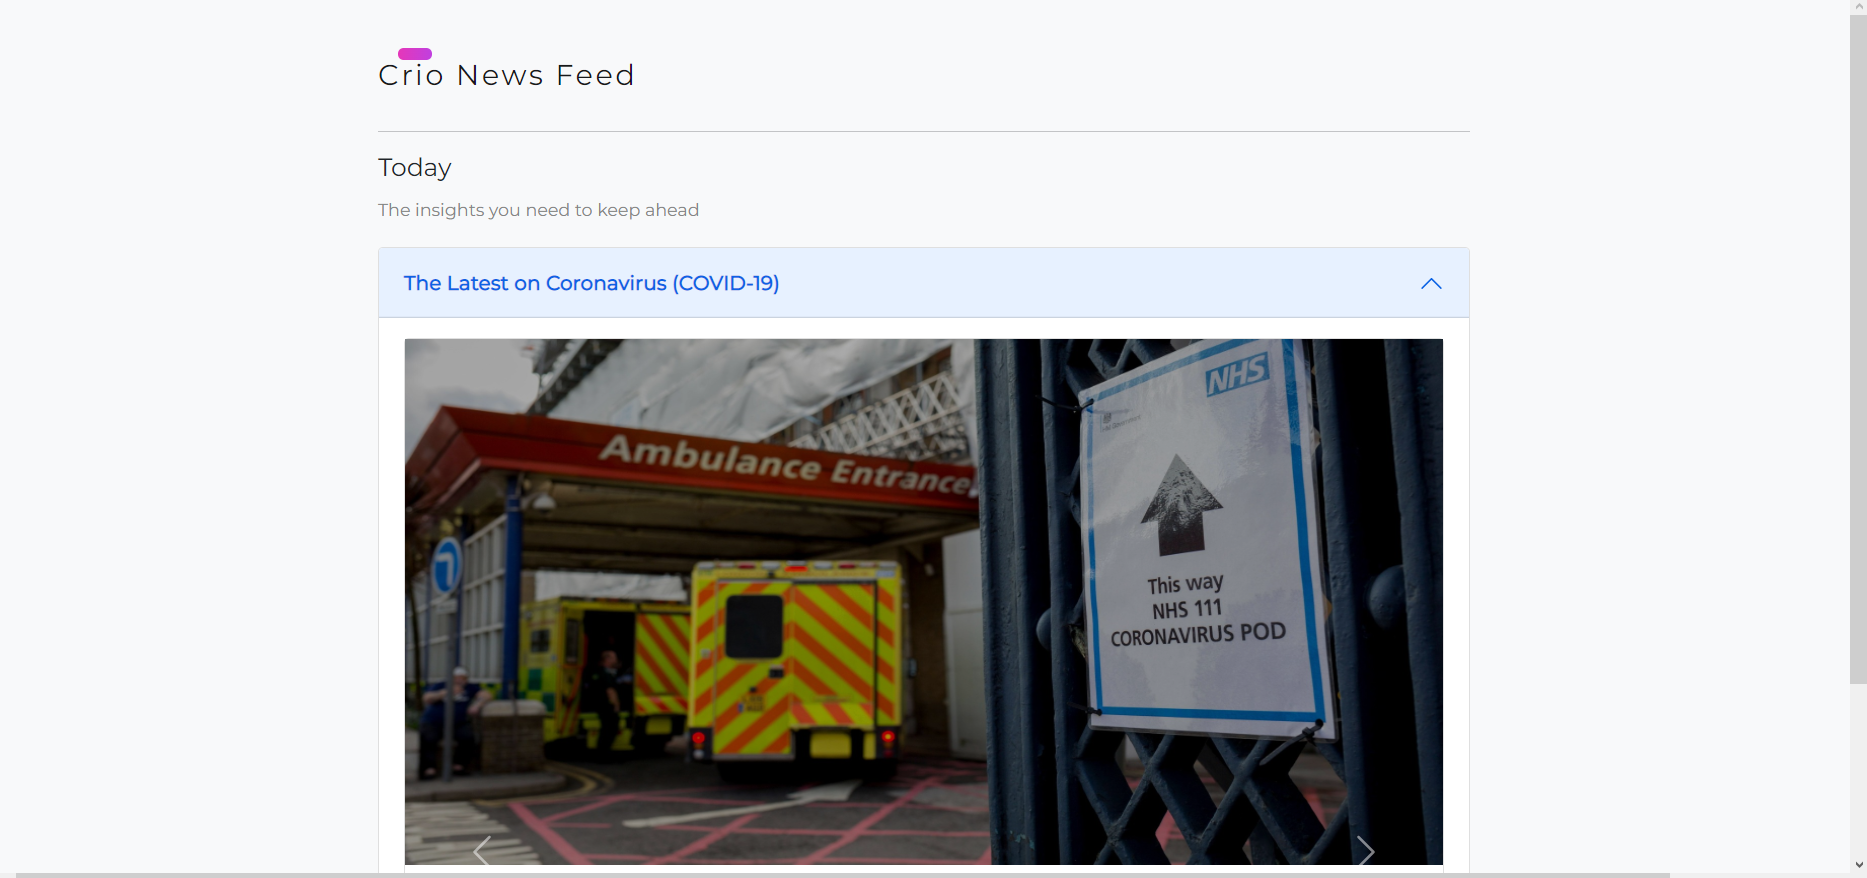 Crio News Feed
Today
The insights you need to keep ahead
The Latest on Coronavirus (COVID-19)
Ambulance Entrance
NHS
This way
NHS 111
CORONAVIRUS POD